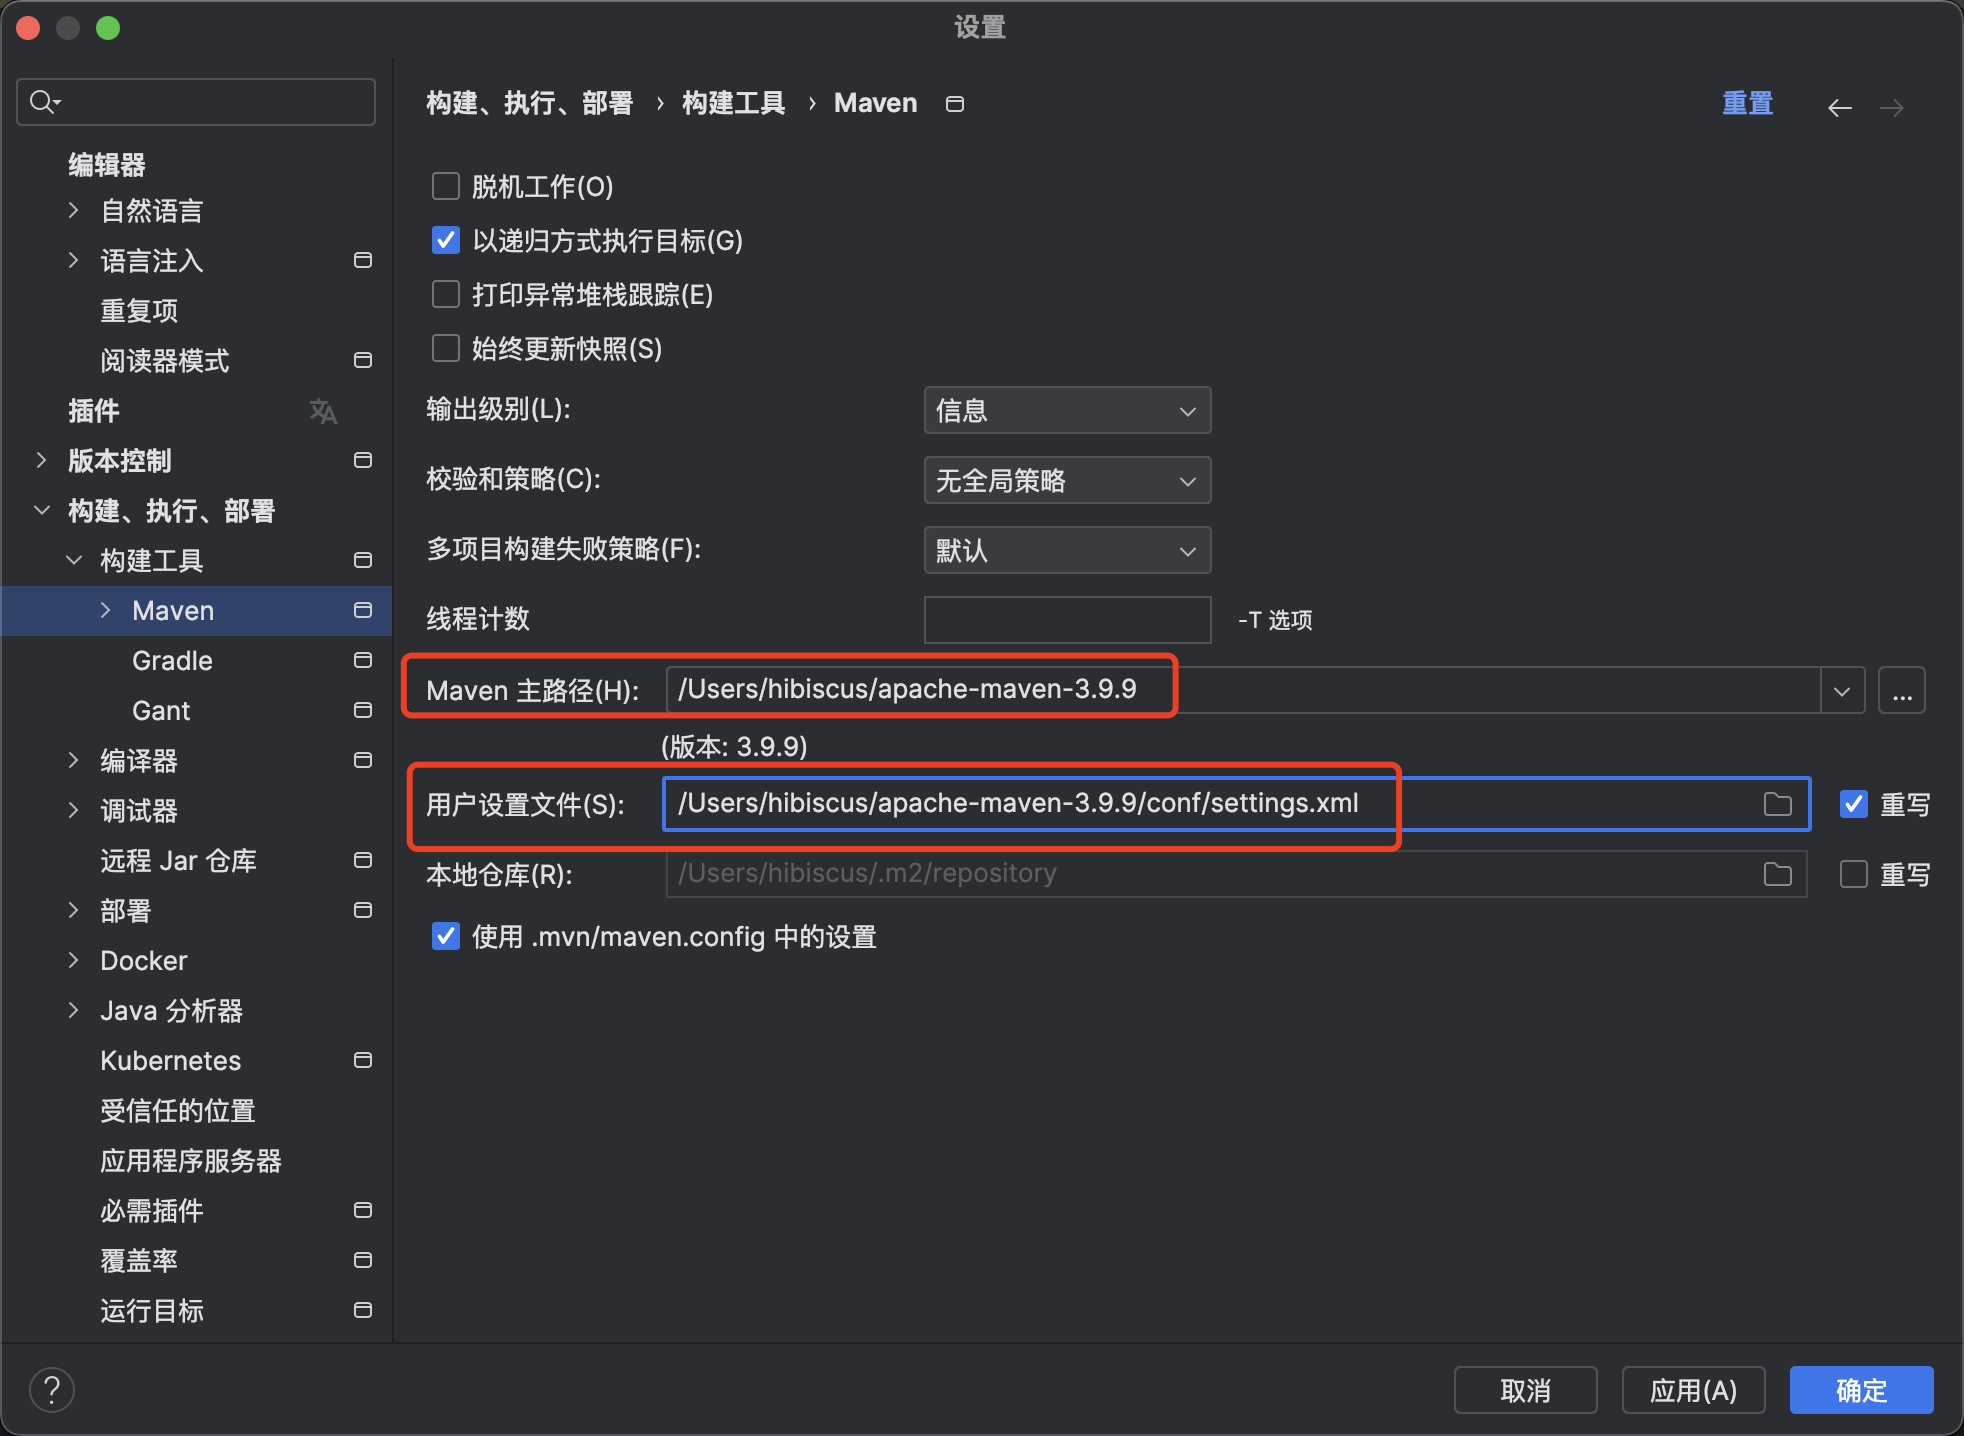 设置
编辑器
自然语言
语言注入
重复项
阅读器模式
插件
版本控制
构建、执行、部署
构建工具
Maven
Gradle
Gant
编译器
调试器
远程 Jar 仓库
部署
Docker
Java 分析器
Kubernetes
受信任的位置
应用程序服务器
必需插件
覆盖率
运行目标
构建、执行、部署 › 构建工具 › Maven
重置
脱机工作(O)
以递归方式执行目标(G)
打印异常堆栈跟踪(E)
始终更新快照(S)
输出级别(L): 信息
校验和策略(C): 无全局策略
多项目构建失败策略(F): 默认
线程计数 -T 选项
Maven 主路径(H): /Users/hibiscus/apache-maven-3.9.9 ...
(版本: 3.9.9)
用户设置文件(S): /Users/hibiscus/apache-maven-3.9.9/conf/settings.xml 重写
本地仓库(R): /Users/hibiscus/.m2/repository 重写
使用 .mvn/maven.config 中的设置
? 取消 应用(A) 确定